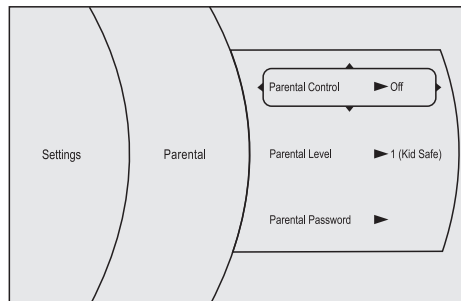 Settings
Parental
Parental Control ► Off
Parental Level ► 1 (Kid Safe)
Parental Password ►